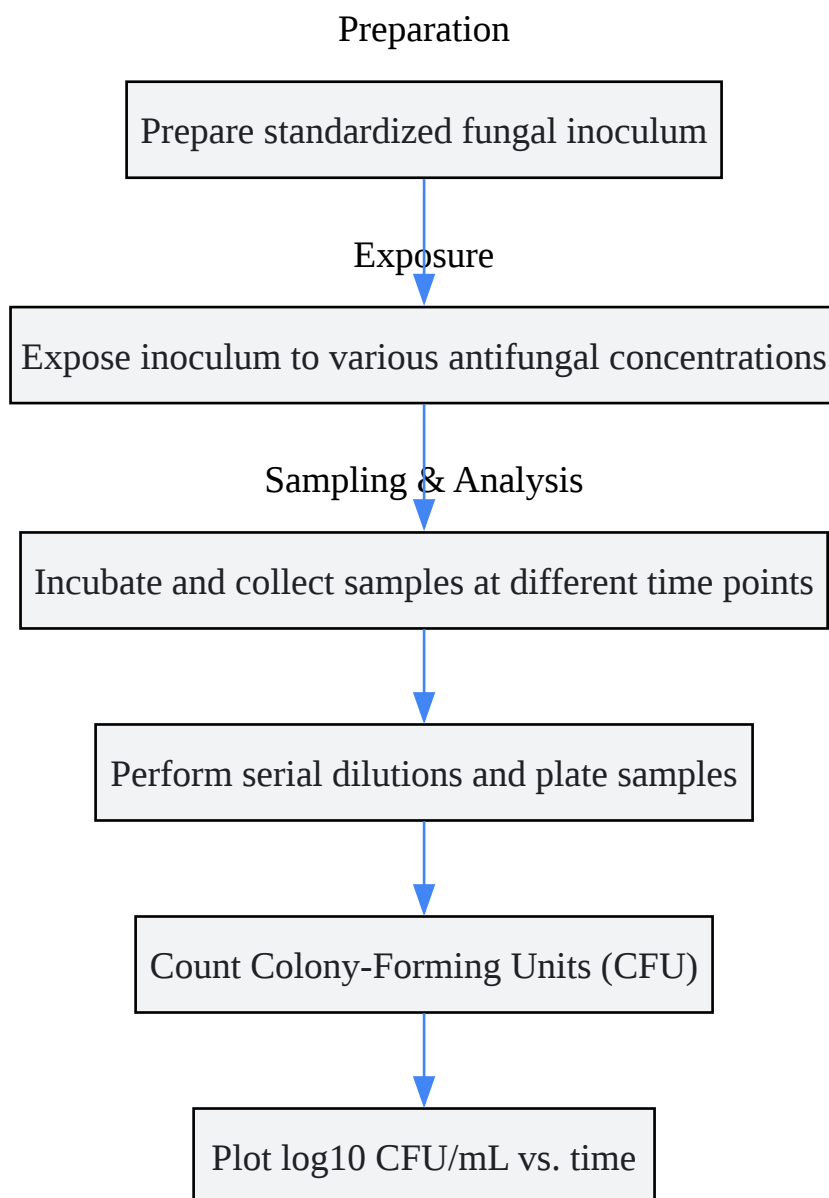 Preparation
Prepare standardized fungal inoculum
Exposure
Expose inoculum to various antifungal concentrations
Sampling & Analysis
Incubate and collect samples at different time points
Perform serial dilutions and plate samples
Count Colony-Forming Units (CFU)
Plot log10 CFU/mL vs. time